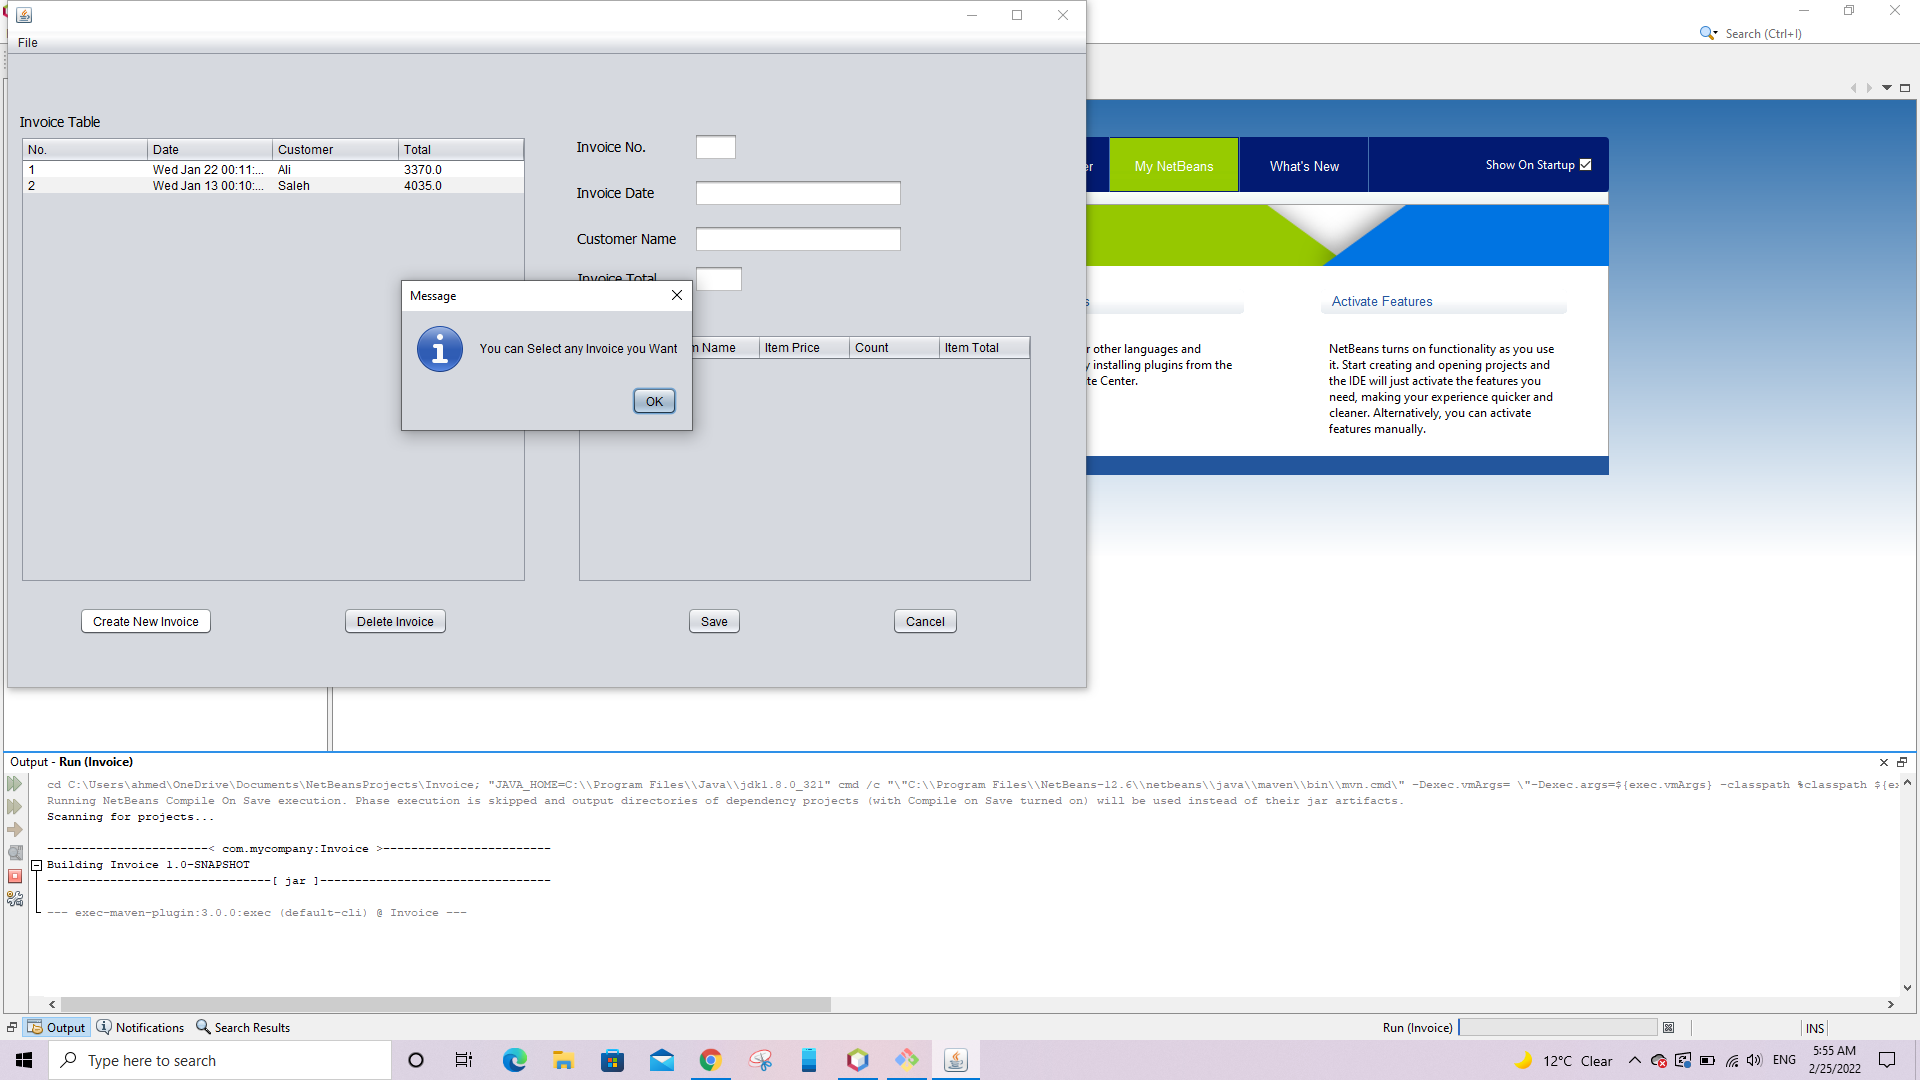 File
Search (Ctrl+I)
Invoice Table
No. Date Customer Total
1 Wed Jan 22 00:11:... Ali 3370.0
2 Wed Jan 13 00:10:... Saleh 4035.0
Invoice No.
Invoice Date
Customer Name
Invoice Total
Message
You can Select any Invoice you Want
OK
m Name Item Price Count Item Total
Create New Invoice Delete Invoice Save Cancel
er My NetBeans What's New Show On Startup
s
r other languages and
y installing plugins from the
te Center.
Activate Features
NetBeans turns on functionality as you use
it. Start creating and opening projects and
the IDE will just activate the features you
need, making your experience quicker and
cleaner. Alternatively, you can activate
features manually.
Output - Run (Invoice)
cd C:\Users\ahmed\OneDrive\Documents\NetBeansProjects\Invoice; "JAVA_HOME=C:\\Program Files\\Java\\jdk1.8.0_321" cmd /c "\"C:\\Program Files\\NetBeans-12.6\\netbeans\\java\\maven\\bin\\mvn.cmd\" -Dexec.vmArgs= \"-Dexec.args=${exec.vmArgs} -classpath %classpath ${ex
Running NetBeans Compile On Save execution. Phase execution is skipped and output directories of dependency projects (with Compile on Save turned on) will be used instead of their jar artifacts.
Scanning for projects...
-----------------------< com.mycompany:Invoice >------------------------
Building Invoice 1.0-SNAPSHOT
--------------------------------[ jar ]---------------------------------
--- exec-maven-plugin:3.0.0:exec (default-cli) @ Invoice ---
Output Notifications Search Results Run (Invoice) INS
Type here to search
12°C Clear ENG
5:55 AM
2/25/2022